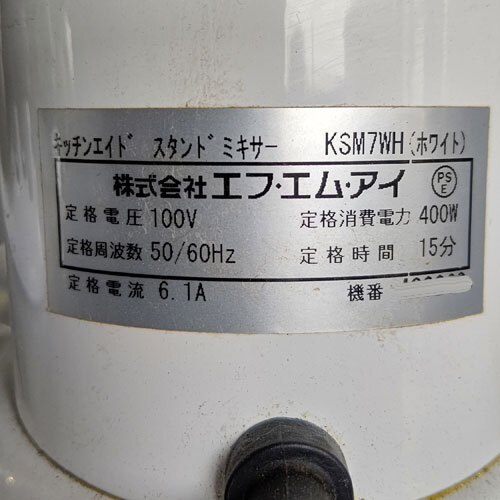 キッチンエイド スタンドミキサー KSM7WH(ホワイト)
株式会社エフ・エム・アイ
PS
E
定格電圧 100V 定格消費電力 400W
定格周波数 50/60Hz 定格時間 15分
定格電流 6.1A 機番